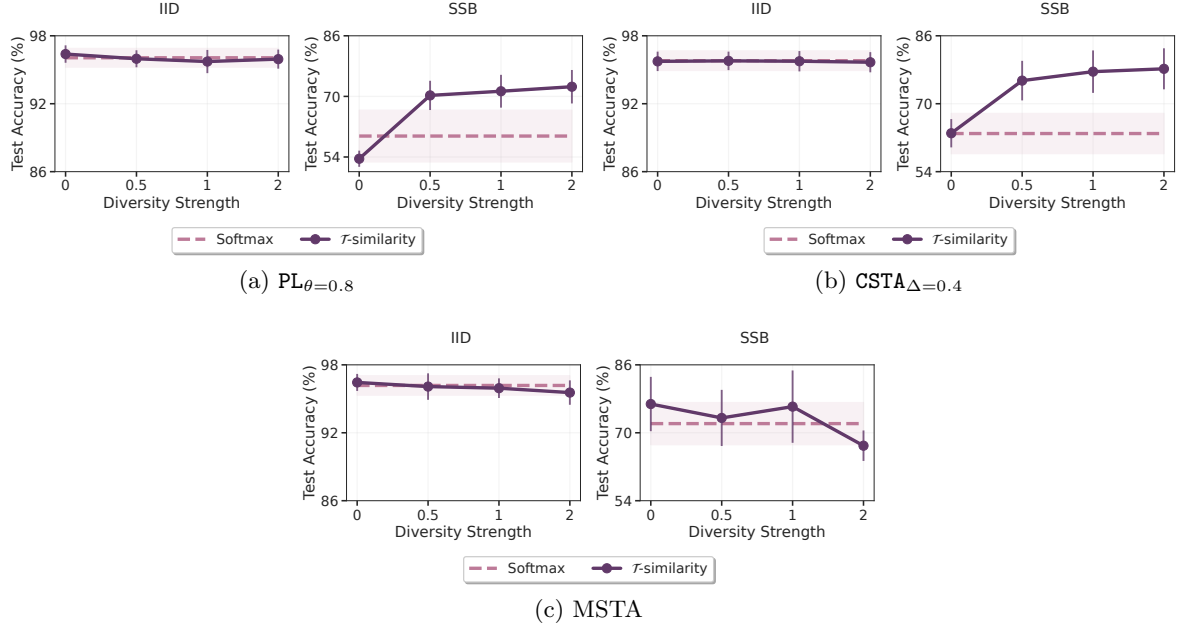 IID SSB IID SSB
Test Accuracy (%) 98 92 86 0 0.5 1 2 Diversity Strength
Test Accuracy (%) 86 70 54 0 0.5 1 2 Diversity Strength
Test Accuracy (%) 98 92 86 0 0.5 1 2 Diversity Strength
Test Accuracy (%) 86 70 54 0 0.5 1 2 Diversity Strength
Softmax 𝒯-similarity
Softmax 𝒯-similarity
(a) PL_θ=0.8
(b) CSTA_Δ=0.4
IID SSB
Test Accuracy (%) 98 92 86 0 0.5 1 2 Diversity Strength
Test Accuracy (%) 86 70 54 0 0.5 1 2 Diversity Strength
Softmax 𝒯-similarity
(c) MSTA